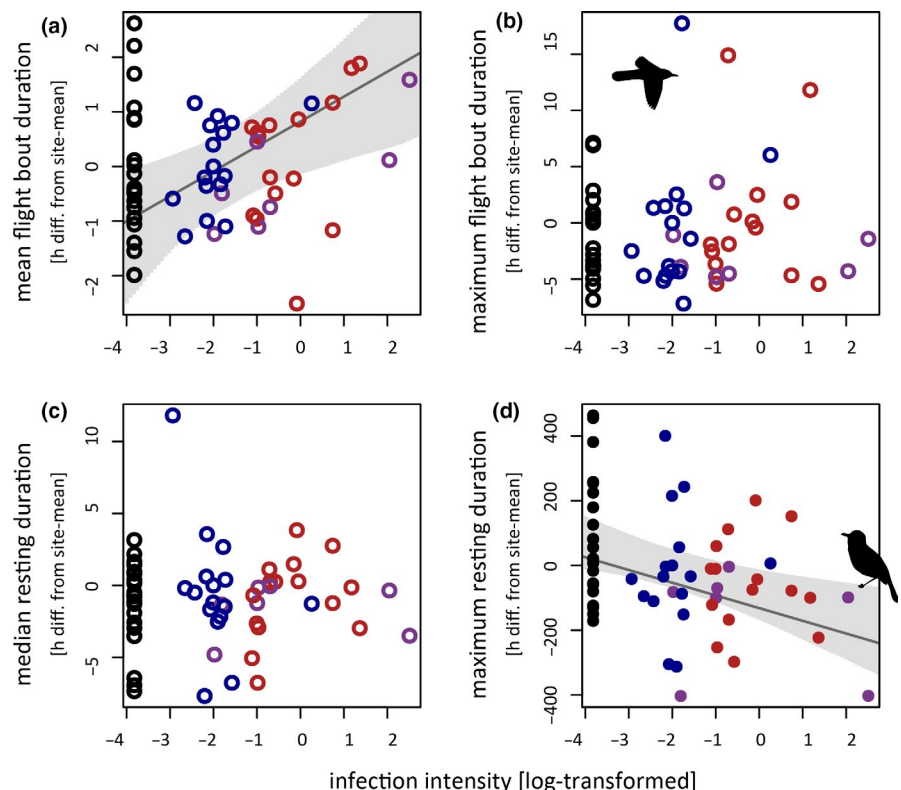 (a)
mean flight bout duration
[h diff. from site-mean]
2
1
0
−1
−2
−4 −3 −2 −1 0 1 2
(b)
maximum flight bout duration
[h diff. from site-mean]
15
10
5
0
−5
−4 −3 −2 −1 0 1 2
(c)
median resting duration
[h diff. from site-mean]
10
5
0
−5
−4 −3 −2 −1 0 1 2
(d)
maximum resting duration
[h diff. from site-mean]
400
200
0
−200
−400
−4 −3 −2 −1 0 1 2
infection intensity [log-transformed]